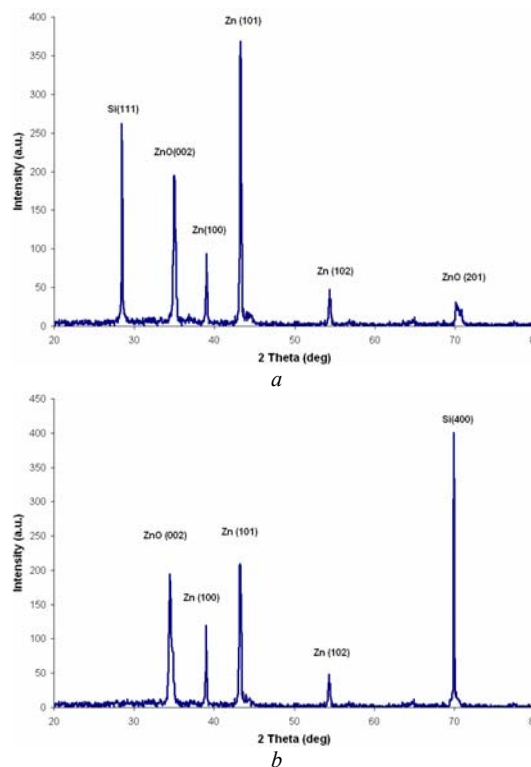 Zn (101)
400
350
Si(111)
300
ZnO(002)
250
Intensity (a.u.)
200
Zn(100)
150
100
Zn (102)
ZnO (201)
50
0
20 30 40 50 60 70 80
2 Theta (deg)
a
Si(400)
450
400
350
300
ZnO (002)
Zn (101)
250
Intensity (a.u.)
200
Zn (100)
150
100
Zn (102)
50
0
20 30 40 50 60 70 80
2 Theta (deg)
b